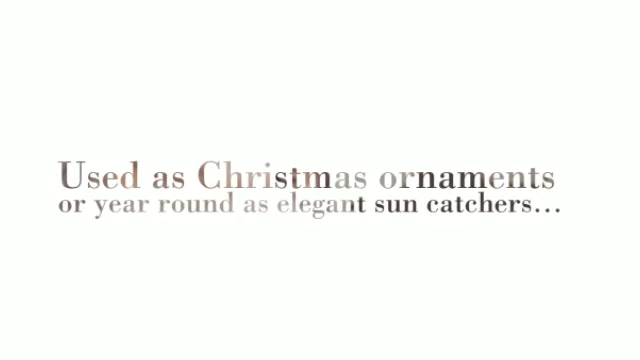 Used as Christmas ornaments
or year round as elegant sun catchers...